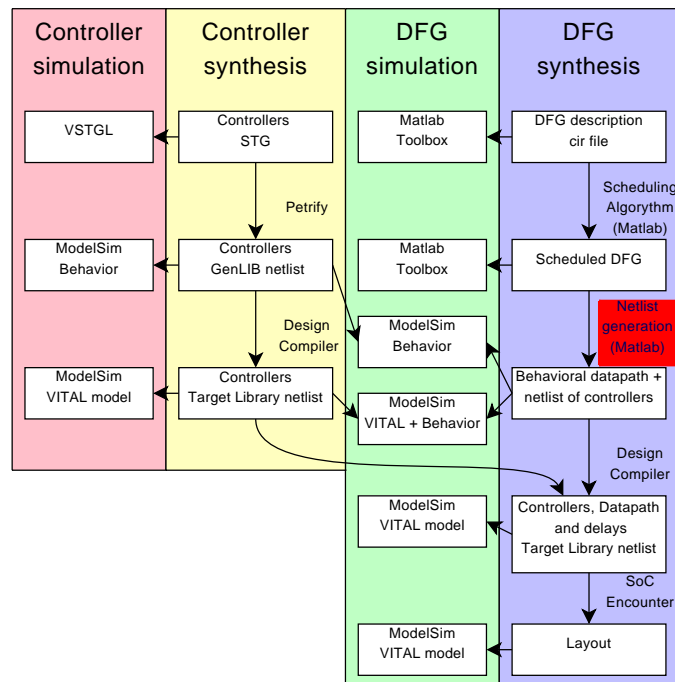 Controller
simulation
Controller
synthesis
DFG
simulation
DFG
synthesis
VSTGL
Controllers
STG
Matlab
Toolbox
DFG description
cir file
Petrify
Scheduling
Algorythm
(Matlab)
ModelSim
Behavior
Controllers
GenLIB netlist
Matlab
Toolbox
Scheduled DFG
Design
Compiler
ModelSim
Behavior
Netlist
generation
(Matlab)
ModelSim
VITAL model
Controllers
Target Library netlist
ModelSim
VITAL + Behavior
Behavioral datapath +
netlist of controllers
Design
Compiler
ModelSim
VITAL model
Controllers, Datapath
and delays
Target Library netlist
SoC
Encounter
ModelSim
VITAL model
Layout